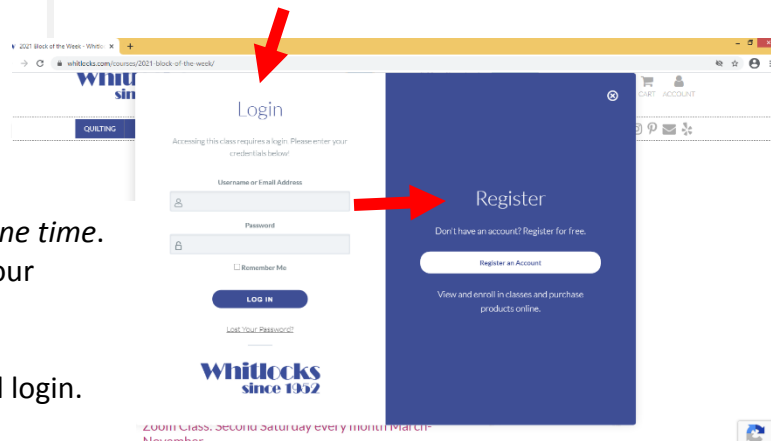 2021 Block of the Week - Whitlo
whitlocks.com/courses/2021-block-of-the-week/
CART ACCOUNT
QUILTING
Login
Accessing this class requires a login. Please enter your
credentials below!
Username or Email Address
Password
Remember Me
LOG IN
Lost Your Password?
Whitlocks
since 1952
Register
Don't have an account? Register for free.
Register an Account
View and enroll in classes and purchase
products online.
ne time.
our
l login.
Zoom Class: Second Saturday every month March-
November